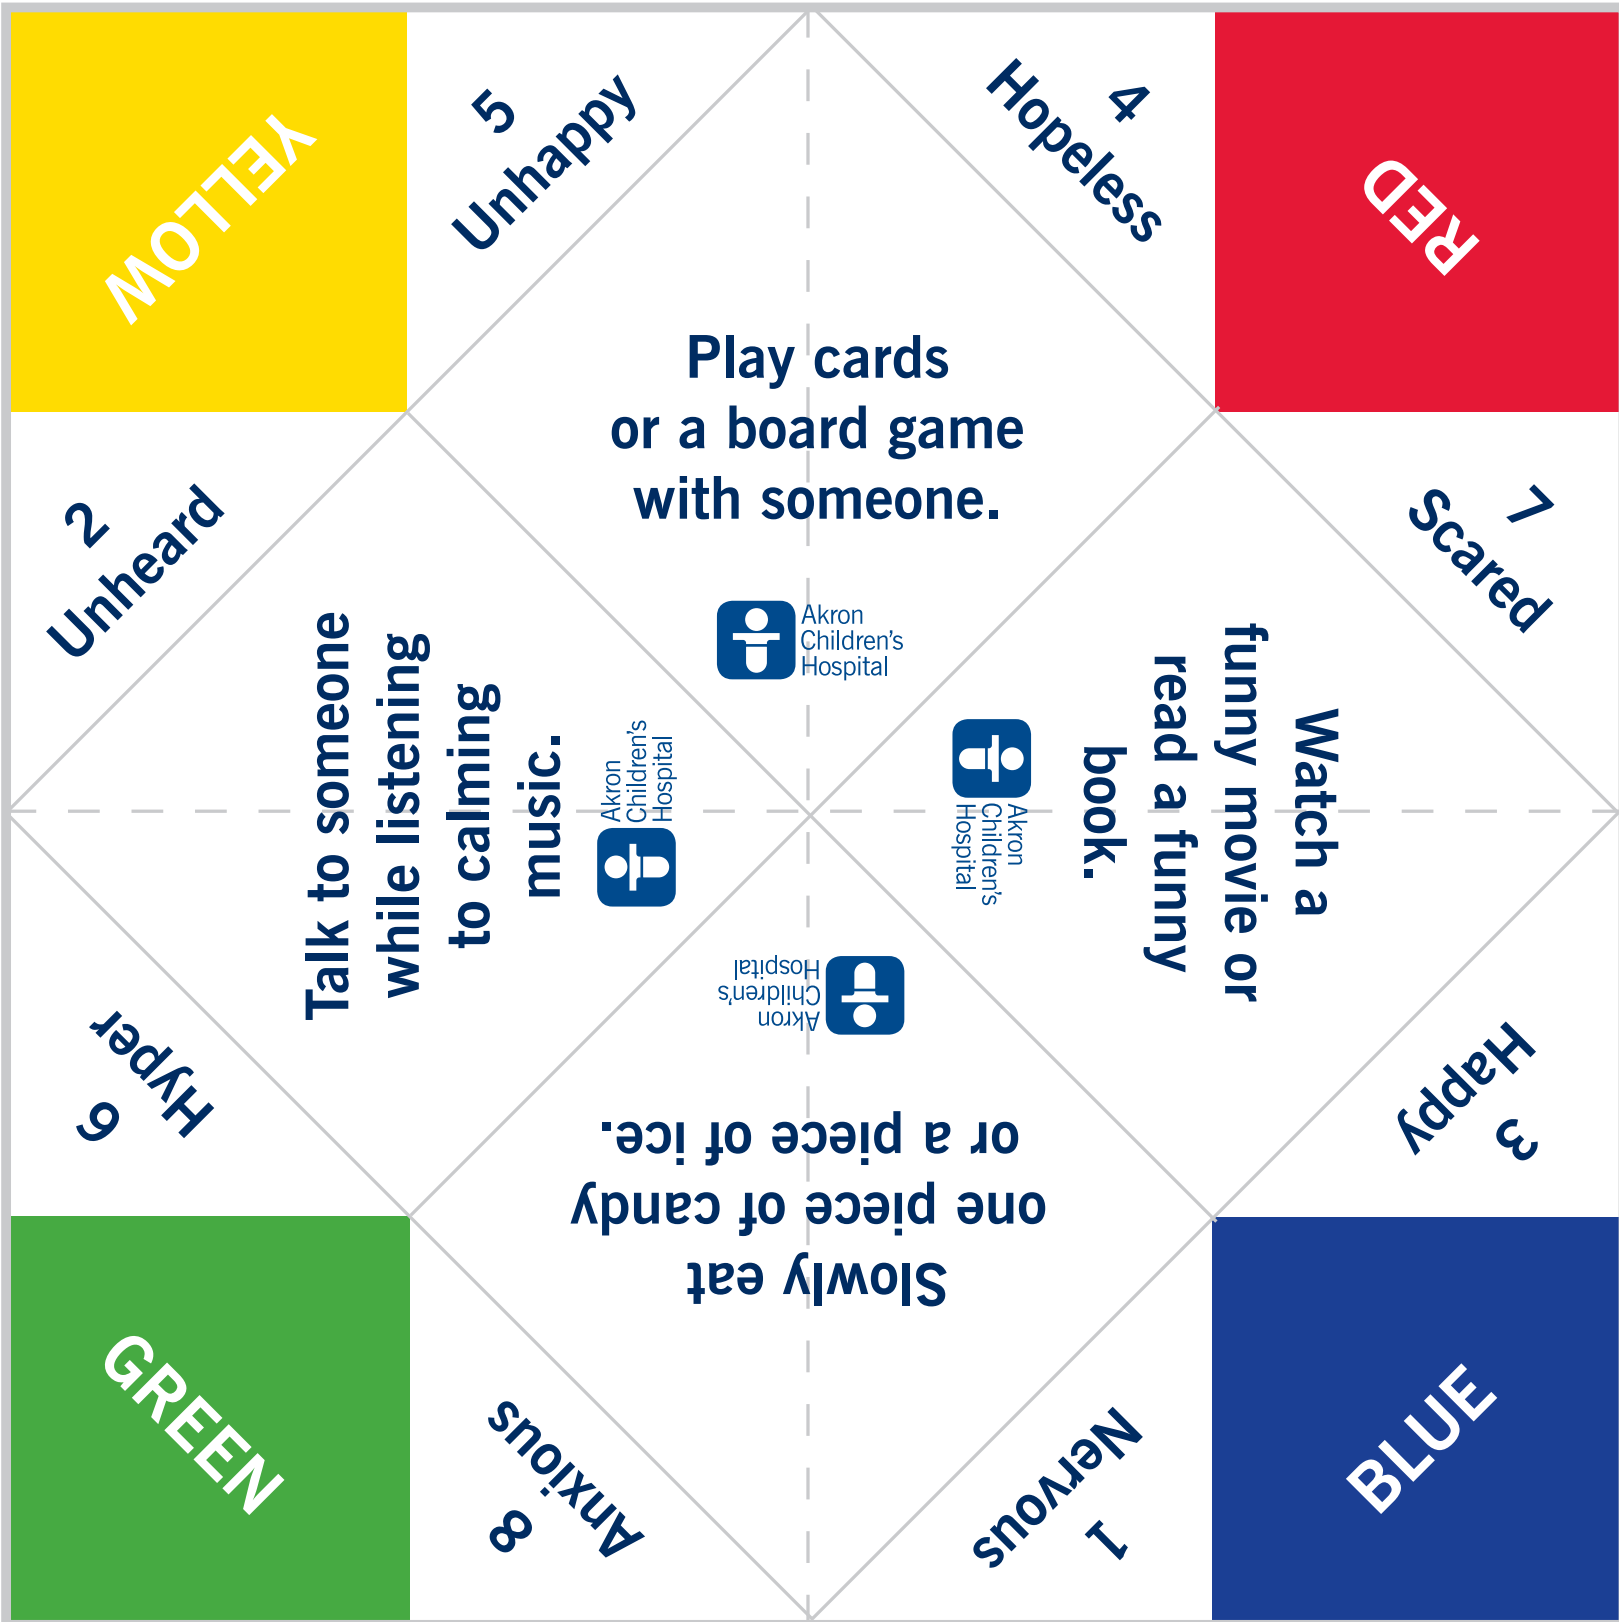 YELLOW
5
Unhappy
4
Hopeless
RED
2
Unheard
Play cards
or a board game
with someone.
Akron
Children's
Hospital
7
Scared
Talk to someone
while listening
to calming
music.
Akron
Children's
Hospital
Watch a
funny movie or
read a funny
book.
Akron
Children's
Hospital
6
Hyper
Slowly eat
one piece of candy
or a piece of ice.
Akron
Children's
Hospital
3
Happy
GREEN
8
Anxious
1
Nervous
BLUE